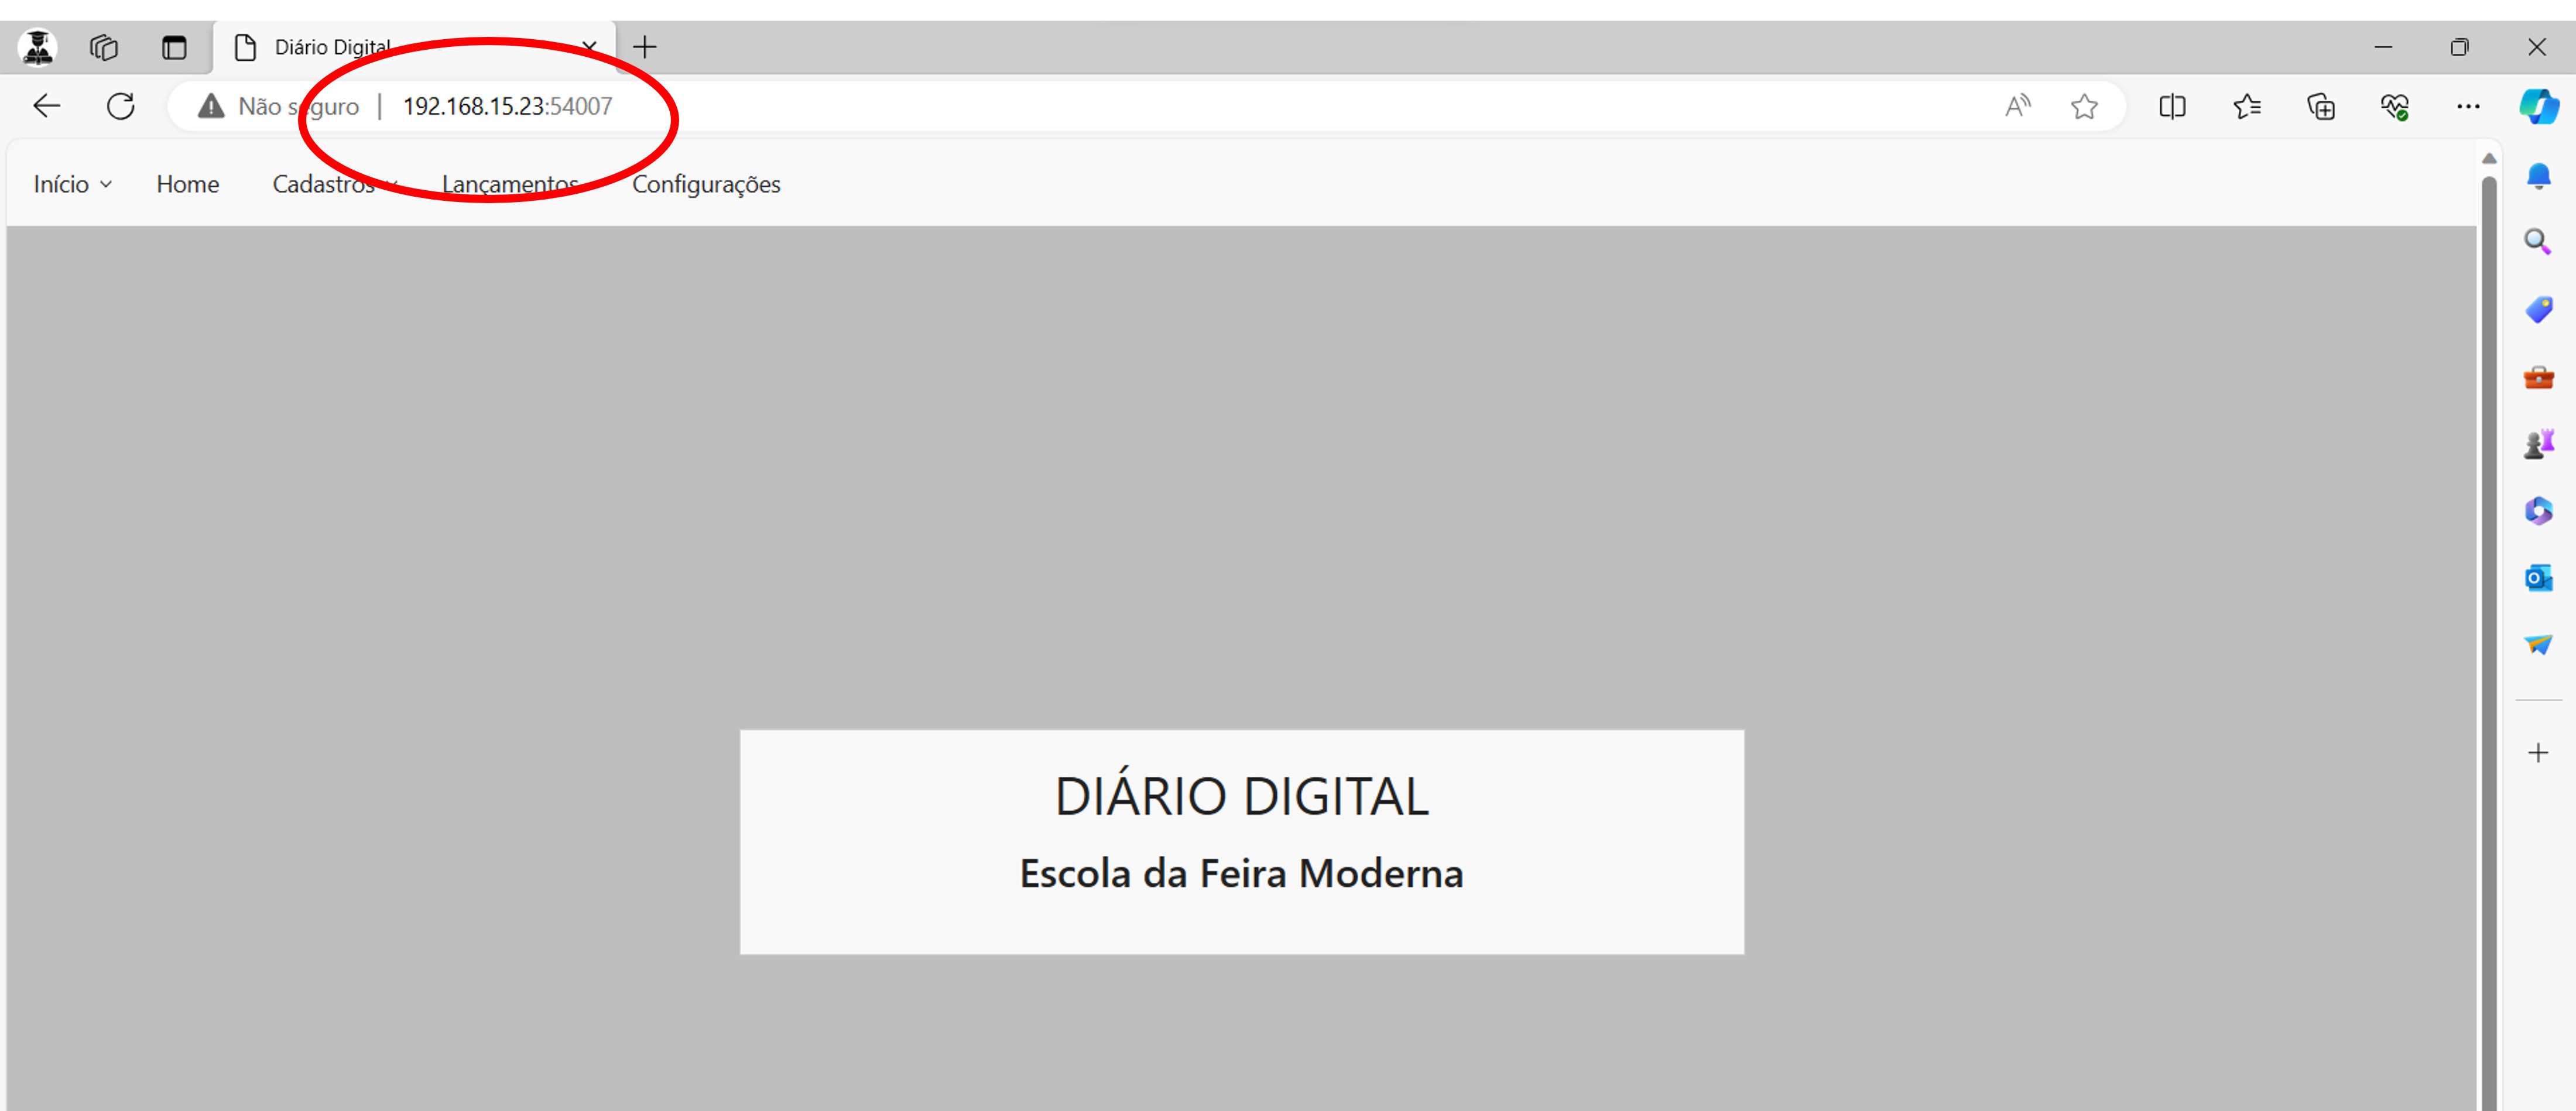 Diário Digital
Não seguro | 192.168.15.23:54007
Início Home Cadastros Lançamentos Configurações
DIÁRIO DIGITAL
Escola da Feira Moderna